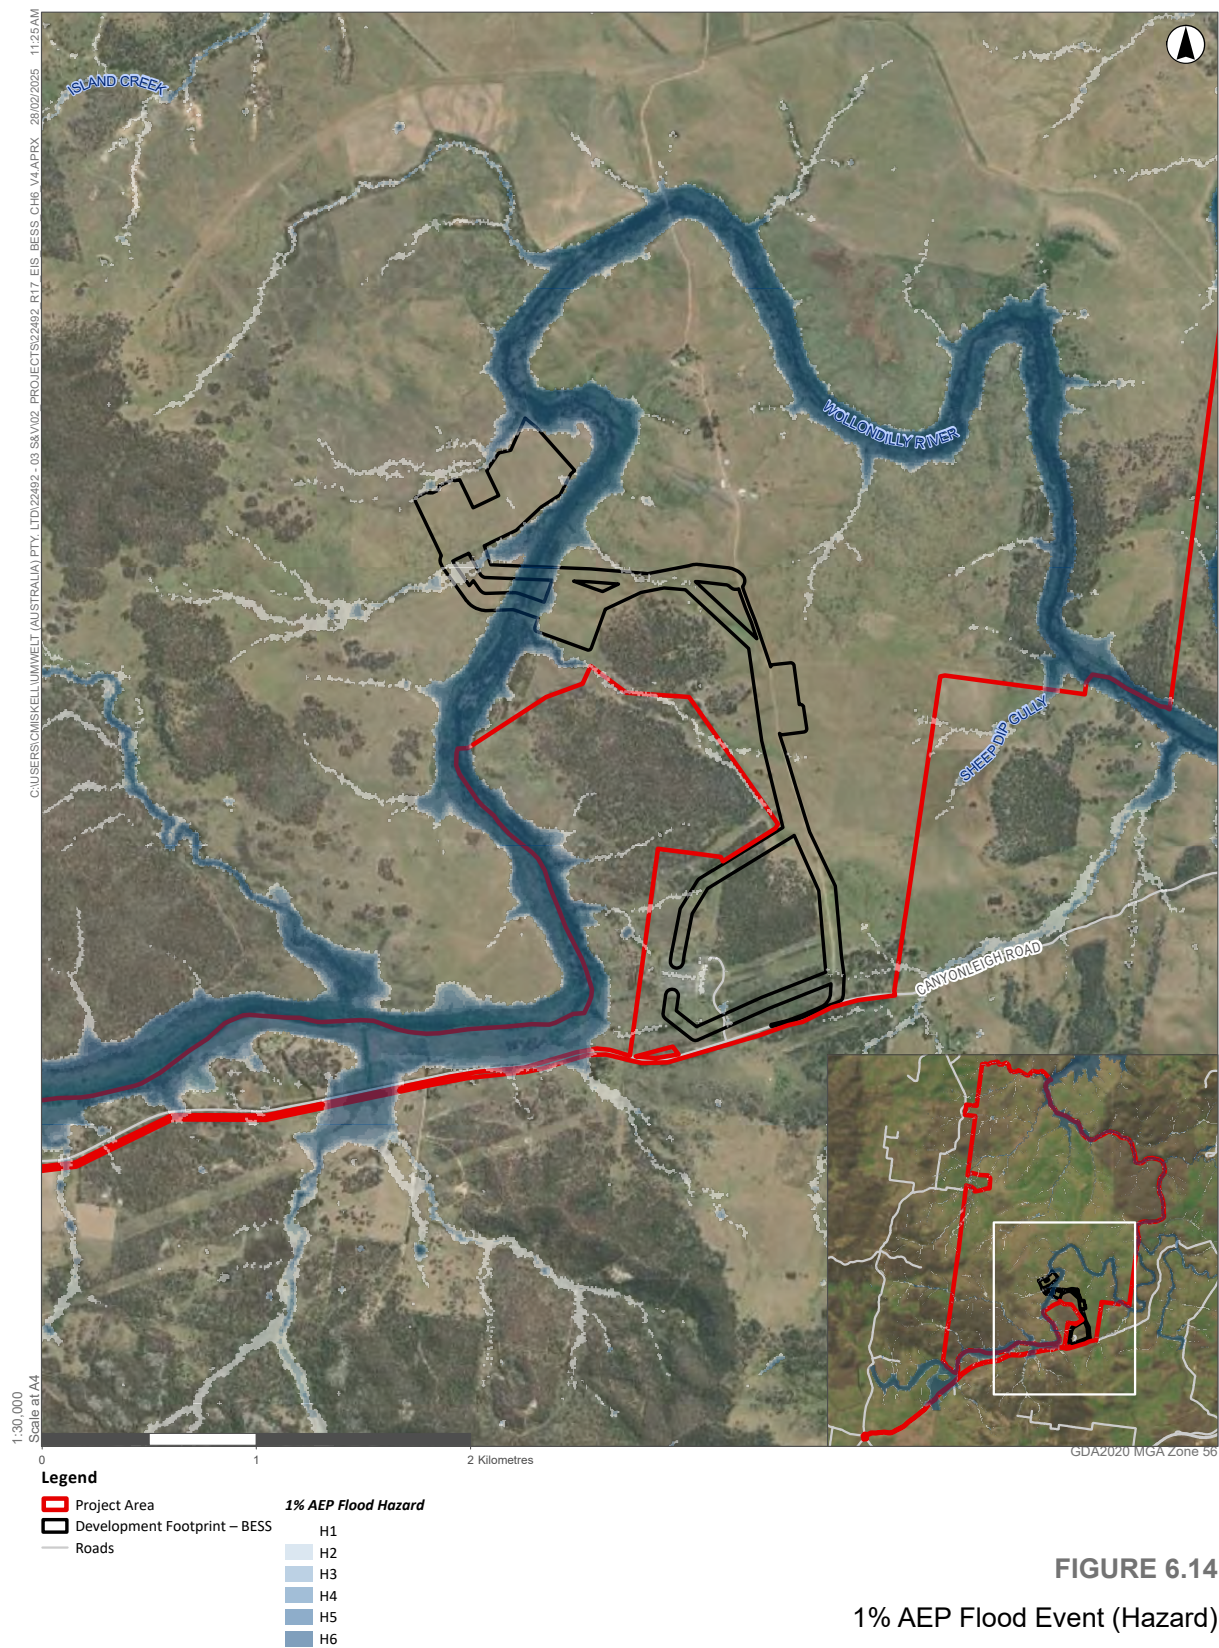 C:\USERS\CMISKELL\UMWELT (AUSTRALIA) PTY. LTD\22492 - 03 S&V\02 PROJECTS\22492_R17_EIS_BESS_CH6_V4.APRX 28/02/2025 11:25AM
ISLAND CREEK
WOLLONDILLY RIVER
SHEEP DIP GULLY
CANYONLEIGH ROAD
1:30,000
Scale at A4
0
1
2 Kilometres
GDA2020 MGA Zone 56
Legend
Project Area
Development Footprint – BESS
Roads
1% AEP Flood Hazard
H1
H2
H3
H4
H5
H6
FIGURE 6.14
1% AEP Flood Event (Hazard)